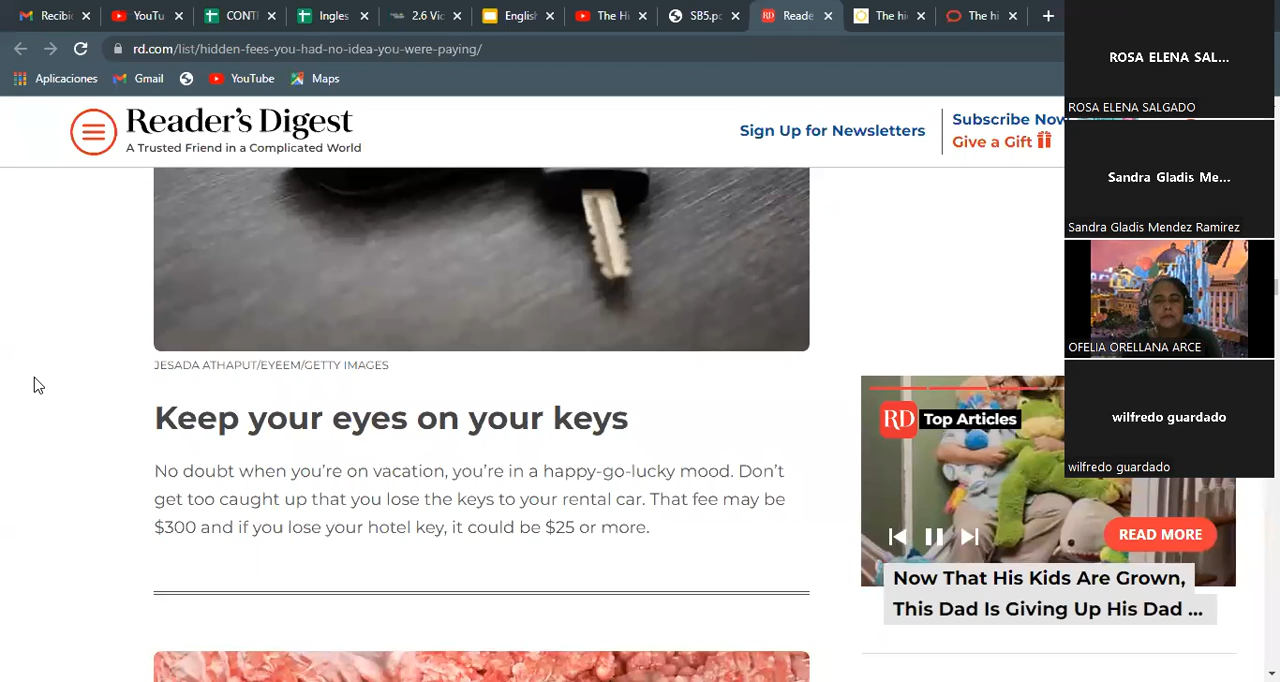 Recibic
YouTu
CONTI
Ingles
2.6 Vic
English
The Hi
SB5.pc
Reade
The hi
The hi
rd.com/list/hidden-fees-you-had-no-idea-you-were-paying/
Aplicaciones Gmail YouTube Maps
Reader's Digest
A Trusted Friend in a Complicated World
Sign Up for Newsletters
Subscribe Now
Give a Gift
JESADA ATHAPUT/EYEEM/GETTY IMAGES
Keep your eyes on your keys
No doubt when you're on vacation, you're in a happy-go-lucky mood. Don't
get too caught up that you lose the keys to your rental car. That fee may be
$300 and if you lose your hotel key, it could be $25 or more.
RD Top Articles
READ MORE
Now That His Kids Are Grown,
This Dad Is Giving Up His Dad ...
ROSA ELENA SAL...
ROSA ELENA SALGADO
Sandra Gladis Me...
Sandra Gladis Mendez Ramirez
OFELIA ORELLANA ARCE
wilfredo guardado
wilfredo guardado